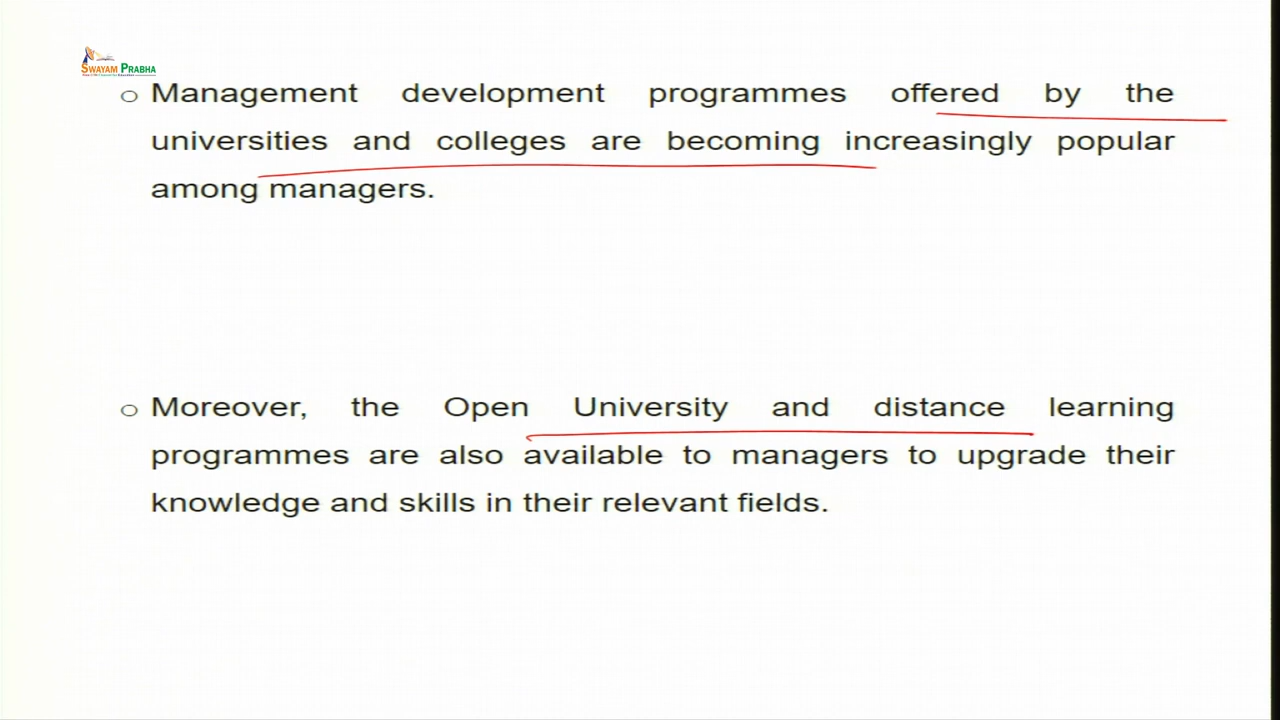 SWAYAM PRABHA
Management development programmes offered by the
universities and colleges are becoming increasingly popular
among managers.
Moreover, the Open University and distance learning
programmes are also available to managers to upgrade their
knowledge and skills in their relevant fields.